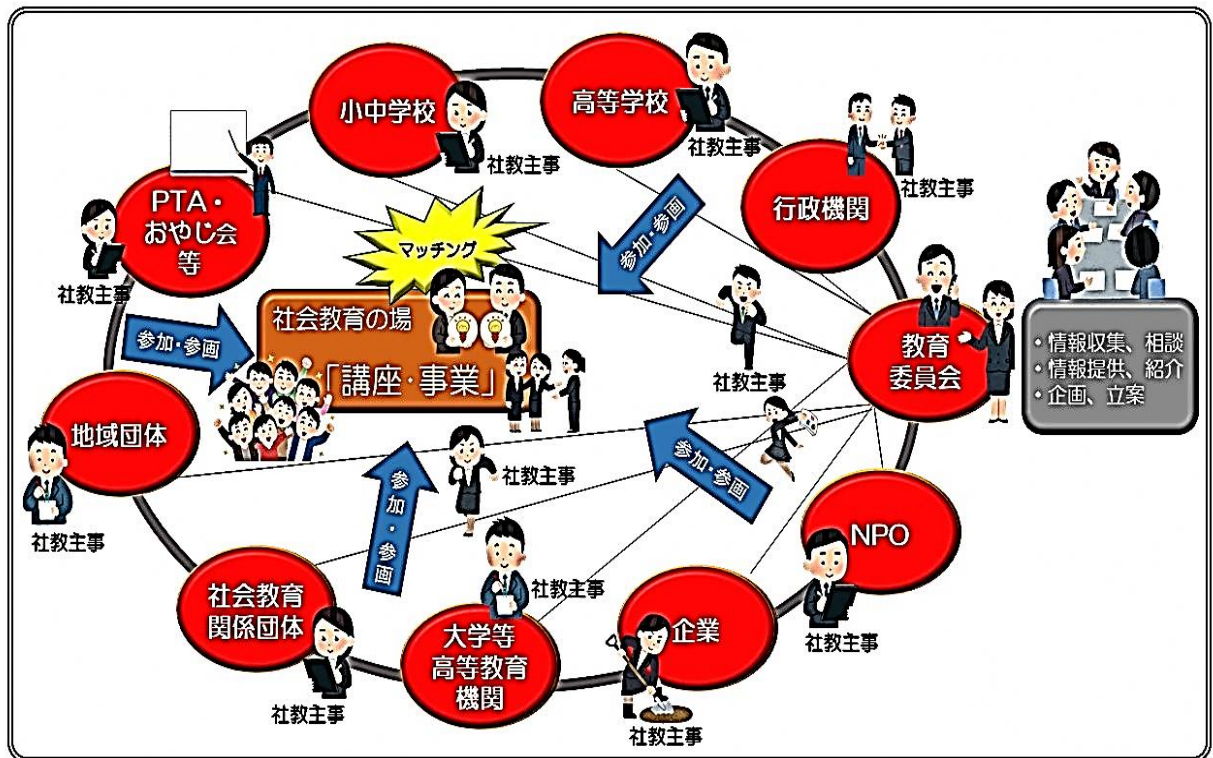 小中学校
社教主事
高等学校
社教主事
行政機関
社教主事
PTA・
おやじ会
等
社教主事
マッチング
参加・参画
社会教育の場
「講座・事業」
参加・参画
社教主事
教育
委員会
・情報収集、相談
・情報提供、紹介
・企画、立案
地域団体
社教主事
参加・参画
社教主事
参加・参画
NPO
社教主事
社会教育
関係団体
社教主事
大学等
高等教育
機関
社教主事
企業
社教主事